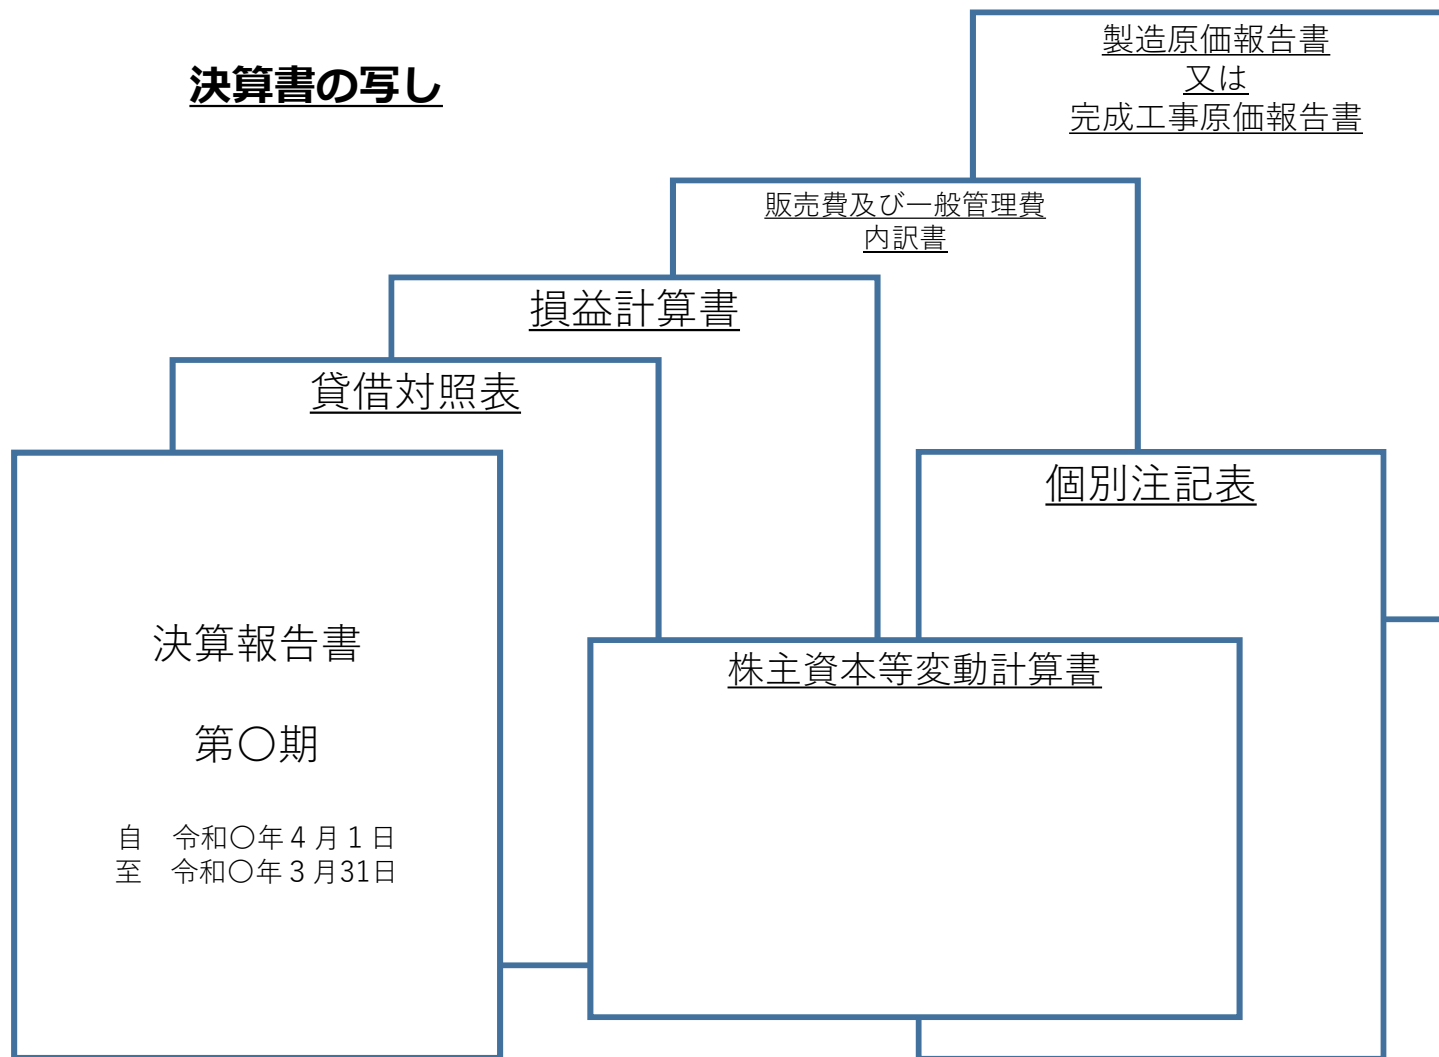 決算書の写し
製造原価報告書
又は
完成工事原価報告書
販売費及び一般管理費
内訳書
損益計算書
貸借対照表
個別注記表
株主資本等変動計算書
決算報告書
第〇期
自　令和〇年４月１日
至　令和〇年３月31日